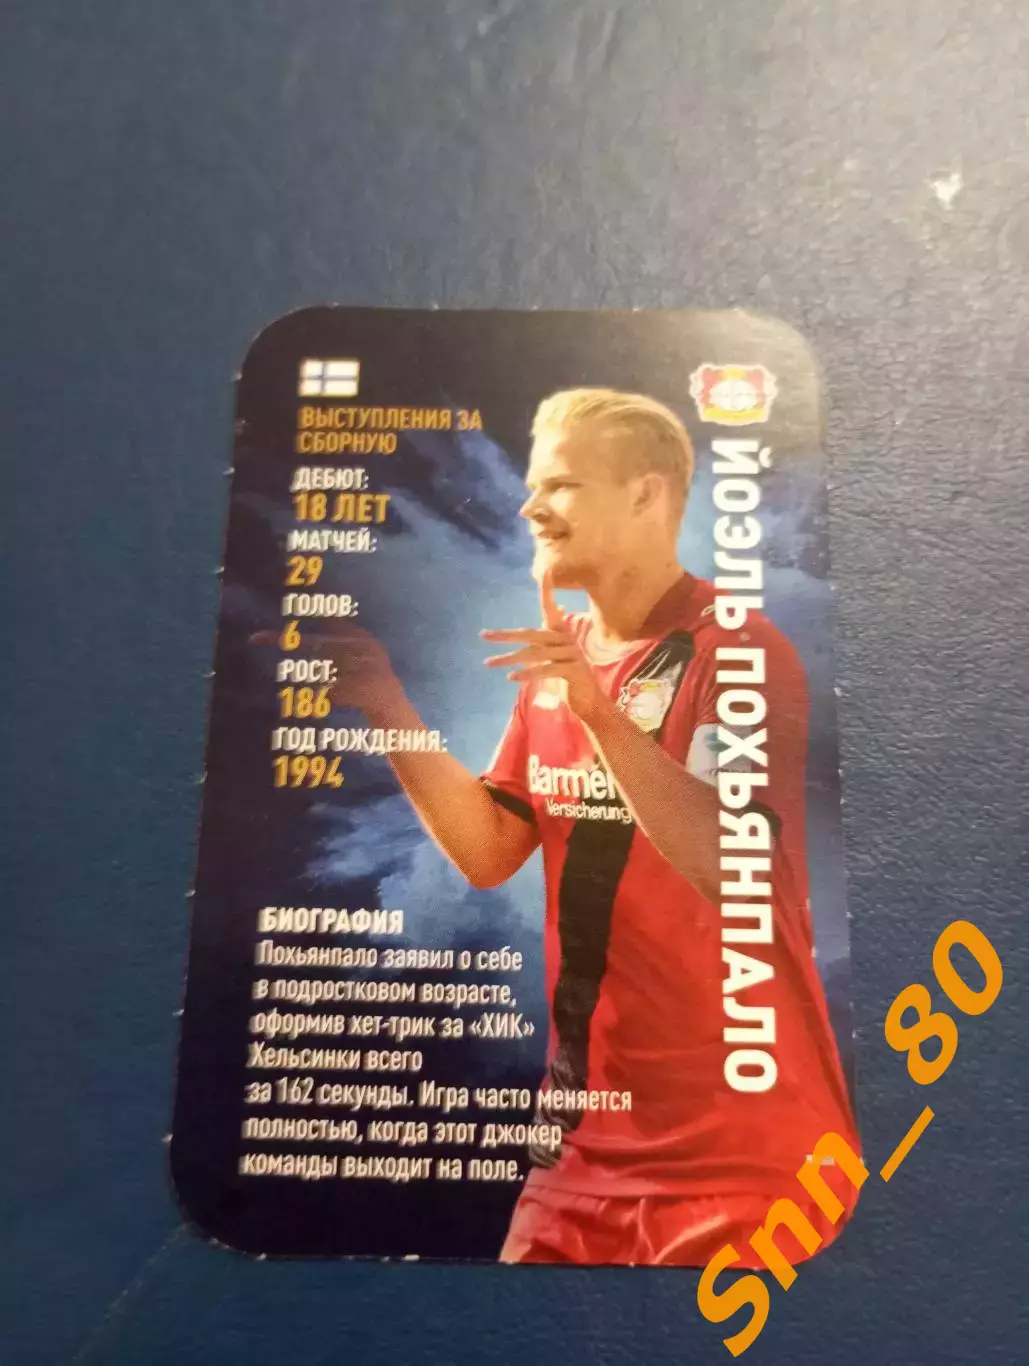 ВЫСТУПЛЕНИЯ ЗА
СБОРНУЮ
ДЕБЮТ:
18 ЛЕТ
МАТЧЕЙ:
29
ГОЛОВ:
6
РОСТ:
186
ГОД РОЖДЕНИЯ:
1994
ЙОЭЛЬ ПОХЬЯНПАЛО
Barmen
Versicherung
БИОГРАФИЯ
Похьянпало заявил о себе
в подростковом возрасте,
оформив хет-трик за «ХИК»
Хельсинки всего
за 162 секунды. Игра часто меняется
полностью, когда этот джокер
команды выходит на поле.
Snn_80